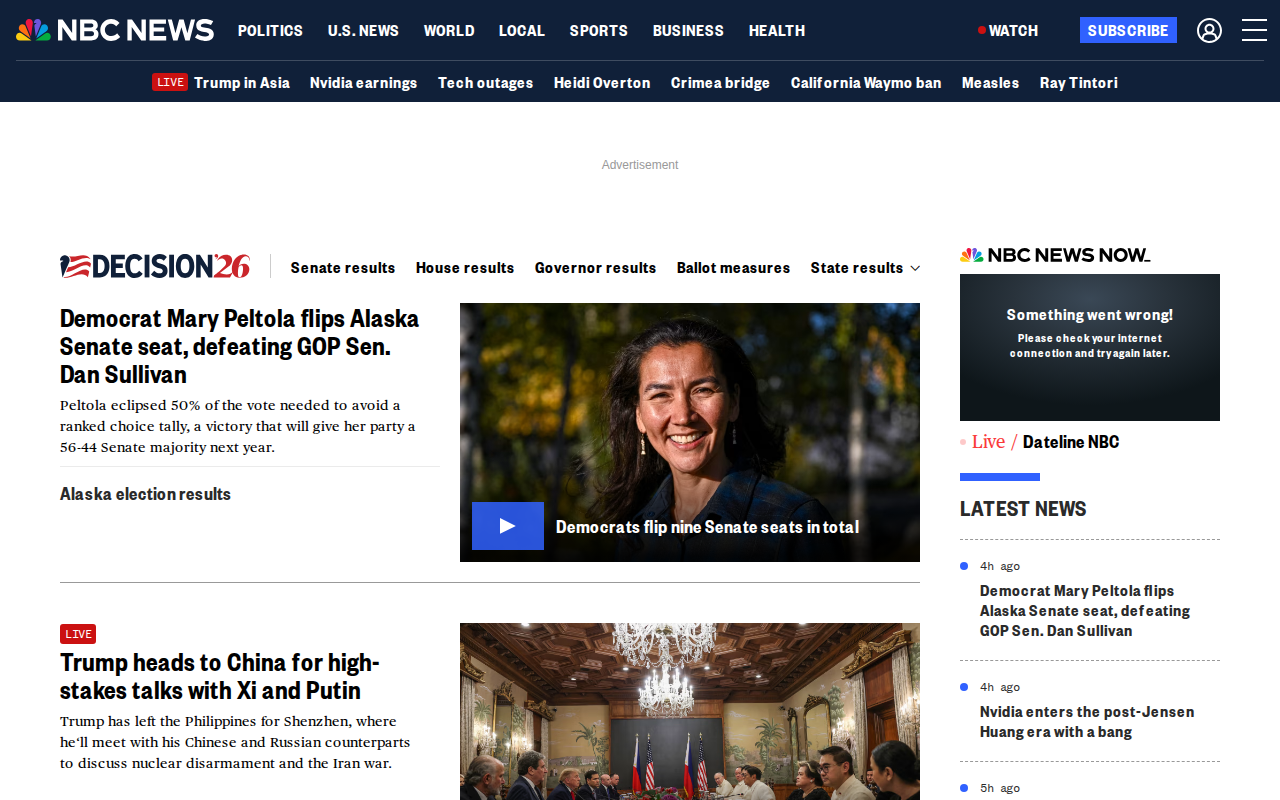 NBC NEWS POLITICS U.S. NEWS WORLD LOCAL SPORTS BUSINESS HEALTH WATCH SUBSCRIBE
LIVE Trump in Asia Nvidia earnings Tech outages Heidi Overton Crimea bridge California Waymo ban Measles Ray Tintori
Advertisement
DECISION26 Senate results House results Governor results Ballot measures State results
Democrat Mary Peltola flips Alaska
Senate seat, defeating GOP Sen.
Dan Sullivan
Peltola eclipsed 50% of the vote needed to avoid a
ranked choice tally, a victory that will give her party a
56-44 Senate majority next year.
Alaska election results
Democrats flip nine Senate seats in total
LIVE
Trump heads to China for high-
stakes talks with Xi and Putin
Trump has left the Philippines for Shenzhen, where
he‘ll meet with his Chinese and Russian counterparts
to discuss nuclear disarmament and the Iran war.
NBC NEWS NOW_
Something went wrong!
Please check your Internet
connection and try again later.
Live / Dateline NBC
LATEST NEWS
4h ago
Democrat Mary Peltola flips
Alaska Senate seat, defeating
GOP Sen. Dan Sullivan
4h ago
Nvidia enters the post-Jensen
Huang era with a bang
5h ago